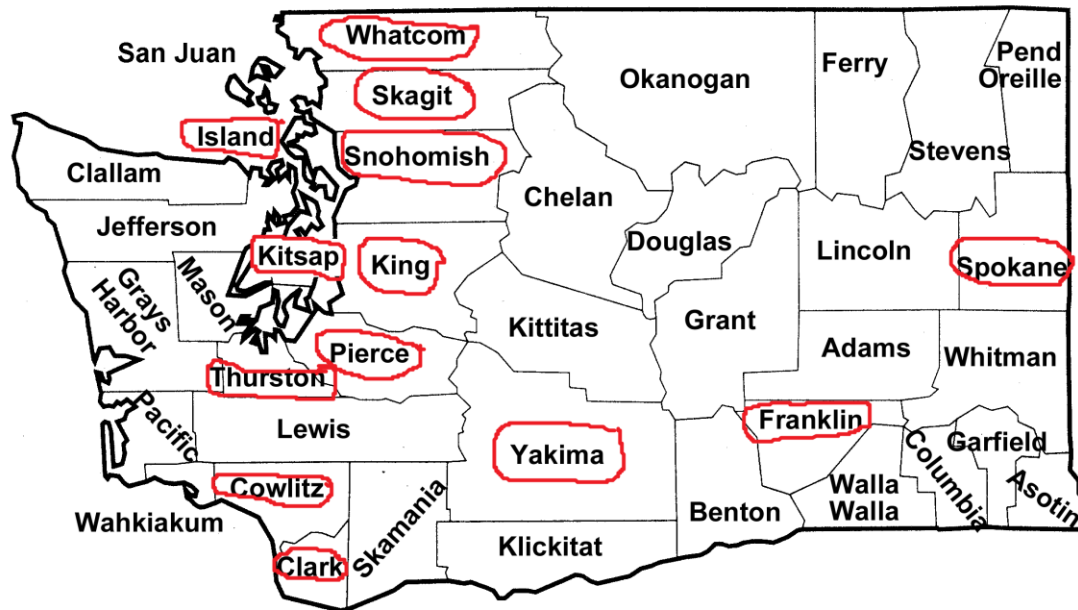 Whatcom
San Juan
Okanogan
Ferry
Pend
Oreille
Skagit
Island
Snohomish
Stevens
Clallam
Chelan
Jefferson
Kitsap
King
Douglas
Lincoln
Spokane
Grays
Harbor
Mason
Kittitas
Grant
Pierce
Adams
Whitman
Thurston
Pacific
Lewis
Yakima
Franklin
Columbia
Garfield
Cowlitz
Walla
Walla
Asotin
Wahkiakum
Skamania
Benton
Klickitat
Clark